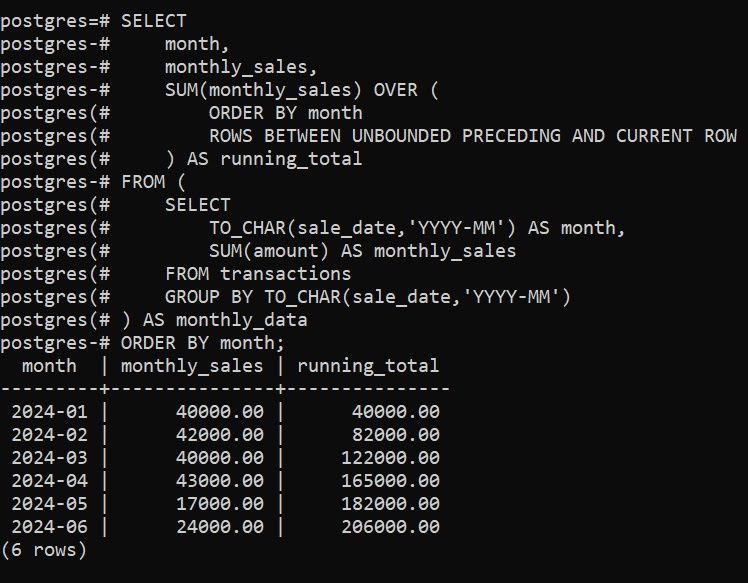 postgres=# SELECT
postgres-#     month,
postgres-#     monthly_sales,
postgres-#     SUM(monthly_sales) OVER (
postgres(#         ORDER BY month
postgres(#         ROWS BETWEEN UNBOUNDED PRECEDING AND CURRENT ROW
postgres(#     ) AS running_total
postgres-# FROM (
postgres(#     SELECT
postgres(#         TO_CHAR(sale_date,'YYYY-MM') AS month,
postgres(#         SUM(amount) AS monthly_sales
postgres(#     FROM transactions
postgres(#     GROUP BY TO_CHAR(sale_date,'YYYY-MM')
postgres(# ) AS monthly_data
postgres-# ORDER BY month;
  month  | monthly_sales | running_total
---------+---------------+---------------
 2024-01 |      40000.00 |      40000.00
 2024-02 |      42000.00 |      82000.00
 2024-03 |      40000.00 |     122000.00
 2024-04 |      43000.00 |     165000.00
 2024-05 |      17000.00 |     182000.00
 2024-06 |      24000.00 |     206000.00
(6 rows)